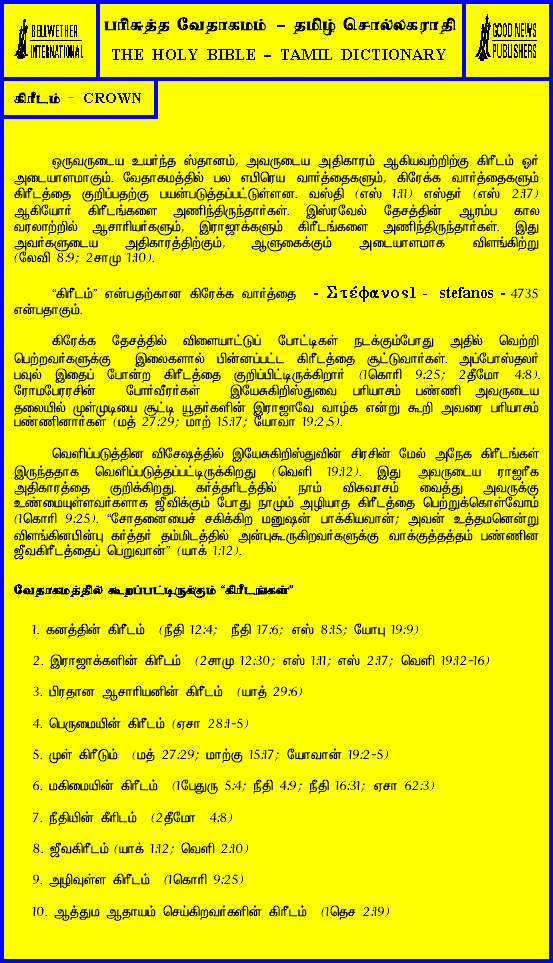 BELLWETHER
INTERNATIONAL
பரிசுத்த வேதாகமம் – தமிழ் சொல்லகராதி
THE HOLY BIBLE – TAMIL DICTIONARY
GOOD NEWS
PUBLISHERS
கிரீடம் – CROWN
ஒருவருடைய உயர்ந்த ஸ்தானம், அவருடைய அதிகாரம் ஆகியவற்றிற்கு கிரீடம் ஓர்
அடையாளமாகும். வேதாகமத்தில் பல எபிரெய வார்த்தைகளும், கிரேக்க வார்த்தைகளும்
கிரீடத்தை குறிப்பதற்கு பயன்படுத்தப்பட்டுள்ளன. வஸ்தி (எஸ் 1:11) எஸ்தர் (எஸ் 2:17)
ஆகியோர் கிரீடங்களை அணிந்திருந்தார்கள். இஸ்ரவேல் தேசத்தின் ஆரம்ப கால
வரலாற்றில் ஆசாரியர்களும், இராஜாக்களும் கிரீடங்களை அணிந்திருந்தார்கள். இது
அவர்களுடைய அதிகாரத்திற்கும், ஆளுகைக்கும் அடையாளமாக விளங்கிற்று
(லேவி 8:9; 2சாமு 1:10).
“கிரீடம்” என்பதற்கான கிரேக்க வார்த்தை - Στέφανοsl - stefanos - 4735
என்பதாகும்.
கிரேக்க தேசத்தில் விளையாட்டுப் போட்டிகள் நடக்கும்போது அதில் வெற்றி
பெற்றவர்களுக்கு இலைகளால் பின்னப்பட்ட கிரீடத்தை சூட்டுவார்கள். அப்போஸ்தலர்
பவுல் இதைப் போன்ற கிரீடத்தை குறிப்பிட்டிருக்கிறார் (1கொரி 9:25; 2தீமோ 4:8).
ரோமபேரரசின் போர்வீரர்கள் இயேசுகிறிஸ்துவை பரியாசம் பண்ணி அவருடைய
தலையில் முள்முடியை சூட்டி யூதர்களின் இராஜாவே வாழ்க என்று கூறி அவரை பரியாசம்
பண்ணினார்கள் (மத் 27:29; மாற் 15:17; யோவா 19:2,5).
வெளிப்படுத்தின விசேஷத்தில் இயேசுகிறிஸ்துவின் சிரசின் மேல் அநேக கிரீடங்கள்
இருந்ததாக வெளிப்படுத்தப்பட்டிருக்கிறது (வெளி 19:12). இது அவருடைய ராஜரீக
அதிகாரத்தை குறிக்கிறது. கர்த்தரிடத்தில் நாம் விசுவாசம் வைத்து அவருக்கு
உண்மையுள்ளவர்களாக ஜீவிக்கும் போது நாமும் அழியாத கிரீடத்தை பெற்றுக்கொள்வோம்
(1கொரி 9:25). “சோதனையைச் சகிக்கிற மனுஷன் பாக்கியவான்; அவன் உத்தமனென்று
விளங்கினபின்பு கர்த்தர் தம்மிடத்தில் அன்புகூருகிறவர்களுக்கு வாக்குத்தத்தம் பண்ணின
ஜீவகிரீடத்தைப் பெறுவான்” (யாக் 1:12).
வேதாகமத்தில் கூறப்பட்டிருக்கும் “கிரீடங்கள்”
1. கனத்தின் கிரீடம் (நீதி 12:4; நீதி 17:6; எஸ் 8:15; யோபு 19:9)
2. இராஜாக்களின் கிரீடம் (2சாமு 12:30; எஸ் 1:11; எஸ் 2:17; வெளி 19:12-16)
3. பிரதான ஆசாரியனின் கிரீடம் (யாத் 29:6)
4. பெருமையின் கிரீடம் (ஏசா 28:1-5)
5. முள் கிரீடும் (மத் 27:29; மாற்கு 15:17; யோவான் 19:2-5)
6. மகிமையின் கிரீடம் (1பேதுரு 5:4; நீதி 4:9; நீதி 16:31; ஏசா 62:3)
7. நீதியின் கீரிடம் (2தீமோ 4:8)
8. ஜீவகிரீடம் (யாக் 1:12; வெளி 2:10)
9. அழிவுள்ள கிரீடம் (1கொரி 9:25)
10. ஆத்தும ஆதாயம் செய்கிறவர்களின் கிரீடம் (1தெச 2:19)